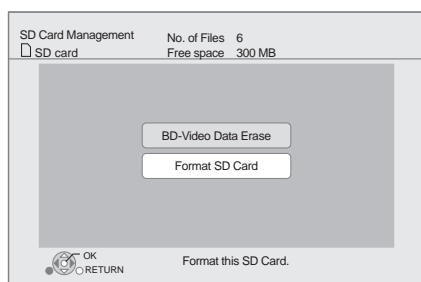 SD Card Management No. of Files 6
SD card Free space 300 MB
BD-Video Data Erase
Format SD Card
OK
RETURN
Format this SD Card.